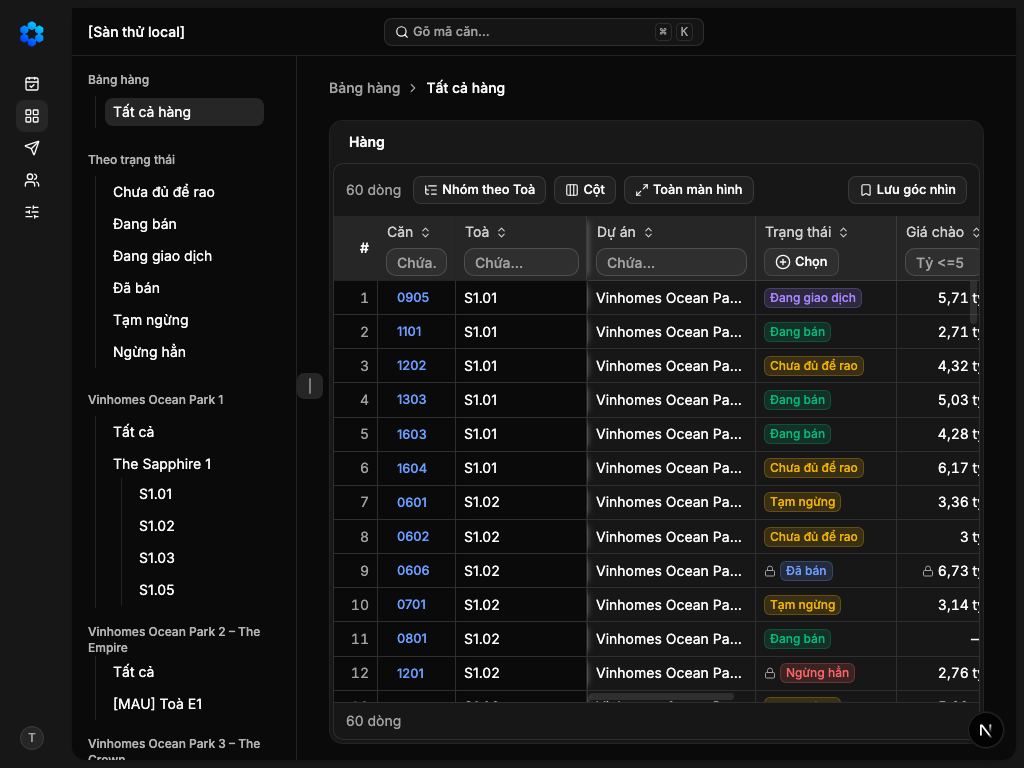 [Sàn thử local]
Gõ mã căn...
⌘ K
Bảng hàng
Tất cả hàng
Theo trạng thái
Chưa đủ để rao
Đang bán
Đang giao dịch
Đã bán
Tạm ngừng
Ngừng hẳn
Vinhomes Ocean Park 1
Tất cả
The Sapphire 1
S1.01
S1.02
S1.03
S1.05
Vinhomes Ocean Park 2 – The
Empire
Tất cả
[MAU] Toà E1
Vinhomes Ocean Park 3 – The
Crown
T
Bảng hàng > Tất cả hàng
Hàng
60 dòng Nhóm theo Toà Cột Toàn màn hình Lưu góc nhìn
# Căn Toà Dự án Trạng thái Giá chào
Chứa. Chứa... Chứa... Chọn Tỷ <=5
1 0905 S1.01 Vinhomes Ocean Pa... Đang giao dịch 5,71 tỷ
2 1101 S1.01 Vinhomes Ocean Pa... Đang bán 2,71 tỷ
3 1202 S1.01 Vinhomes Ocean Pa... Chưa đủ để rao 4,32 tỷ
4 1303 S1.01 Vinhomes Ocean Pa... Đang bán 5,03 tỷ
5 1603 S1.01 Vinhomes Ocean Pa... Đang bán 4,28 tỷ
6 1604 S1.01 Vinhomes Ocean Pa... Chưa đủ để rao 6,17 tỷ
7 0601 S1.02 Vinhomes Ocean Pa... Tạm ngừng 3,36 tỷ
8 0602 S1.02 Vinhomes Ocean Pa... Chưa đủ để rao 3 tỷ
9 0606 S1.02 Vinhomes Ocean Pa... Đã bán 6,73 tỷ
10 0701 S1.02 Vinhomes Ocean Pa... Tạm ngừng 3,14 tỷ
11 0801 S1.02 Vinhomes Ocean Pa... Đang bán –
12 1201 S1.02 Vinhomes Ocean Pa... Ngừng hẳn 2,76 tỷ
60 dòng
N